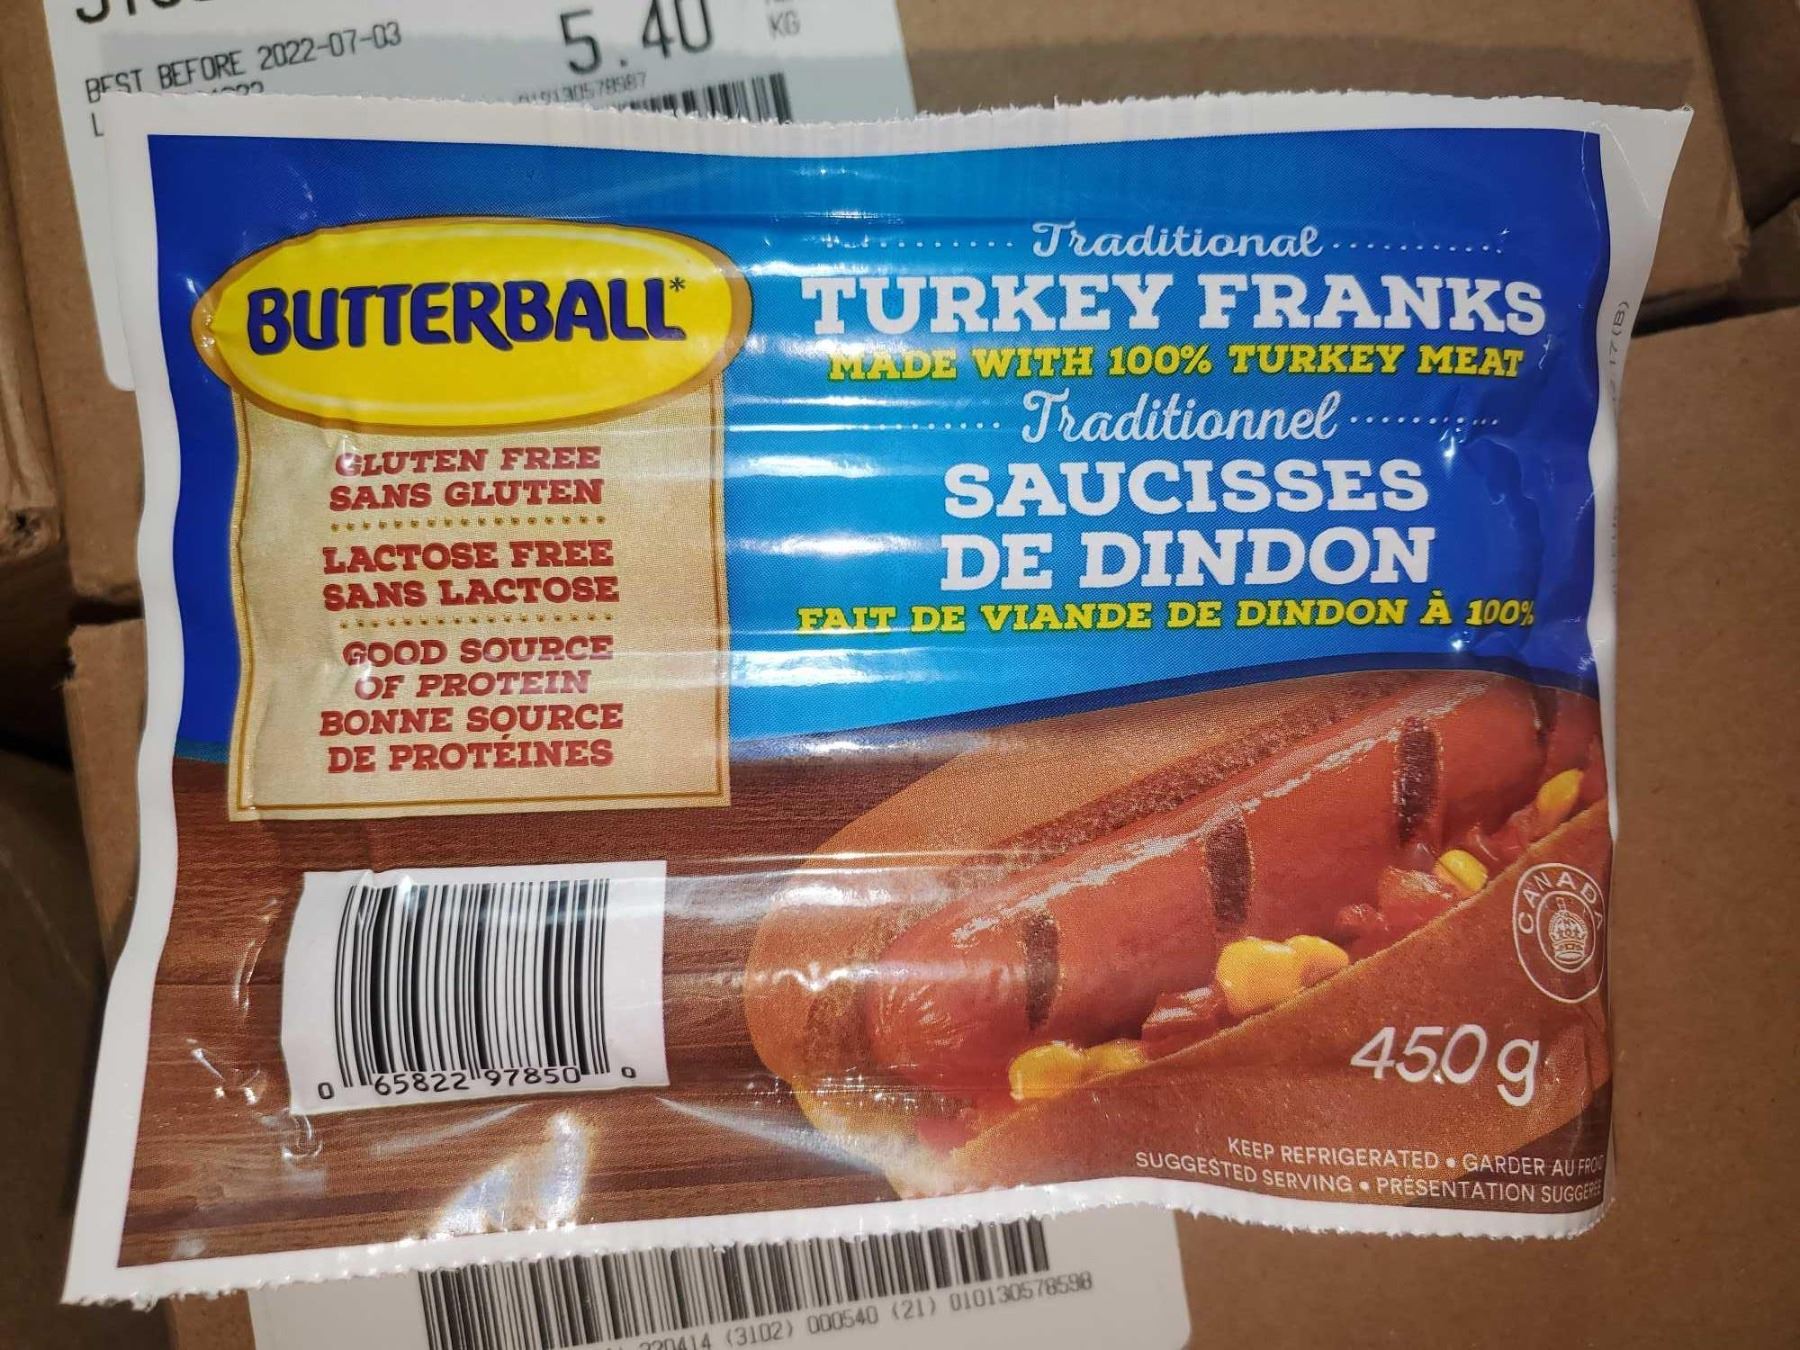 BEST BEFORE 2022-07-03
5.40 KG
BUTTERBALL*
GLUTEN FREE
SANS GLUTEN
LACTOSE FREE
SANS LACTOSE
GOOD SOURCE
OF PROTEIN
BONNE SOURCE
DE PROTÉINES
Traditional
TURKEY FRANKS
MADE WITH 100% TURKEY MEAT
Traditionnel
SAUCISSES
DE DINDON
FAIT DE VIANDE DE DINDON À 100%
CANADA
450 g
KEEP REFRIGERATED • GARDER AU FROID
SUGGESTED SERVING • PRÉSENTATION SUGGÉRÉE
0 65822 97850 0
17(B)
220414 (3102) 000540 (21) 010130578598